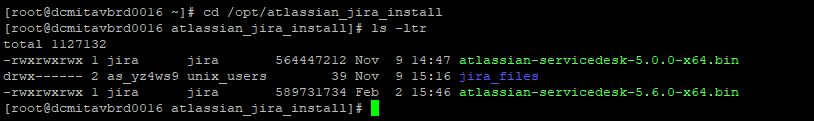 [root@dcmitavbrd0016 ~]# cd /opt/atlassian_jira_install
[root@dcmitavbrd0016 atlassian_jira_install]# ls -ltr
total 1127132
-rwxrwxrwx 1 jira      jira       564447212 Nov  9 14:47 atlassian-servicedesk-5.0.0-x64.bin
drwx------ 2 as_yz4ws9 unix_users        39 Nov  9 15:16 jira_files
-rwxrwxrwx 1 jira      jira       589731734 Feb  2 15:46 atlassian-servicedesk-5.6.0-x64.bin
[root@dcmitavbrd0016 atlassian_jira_install]#